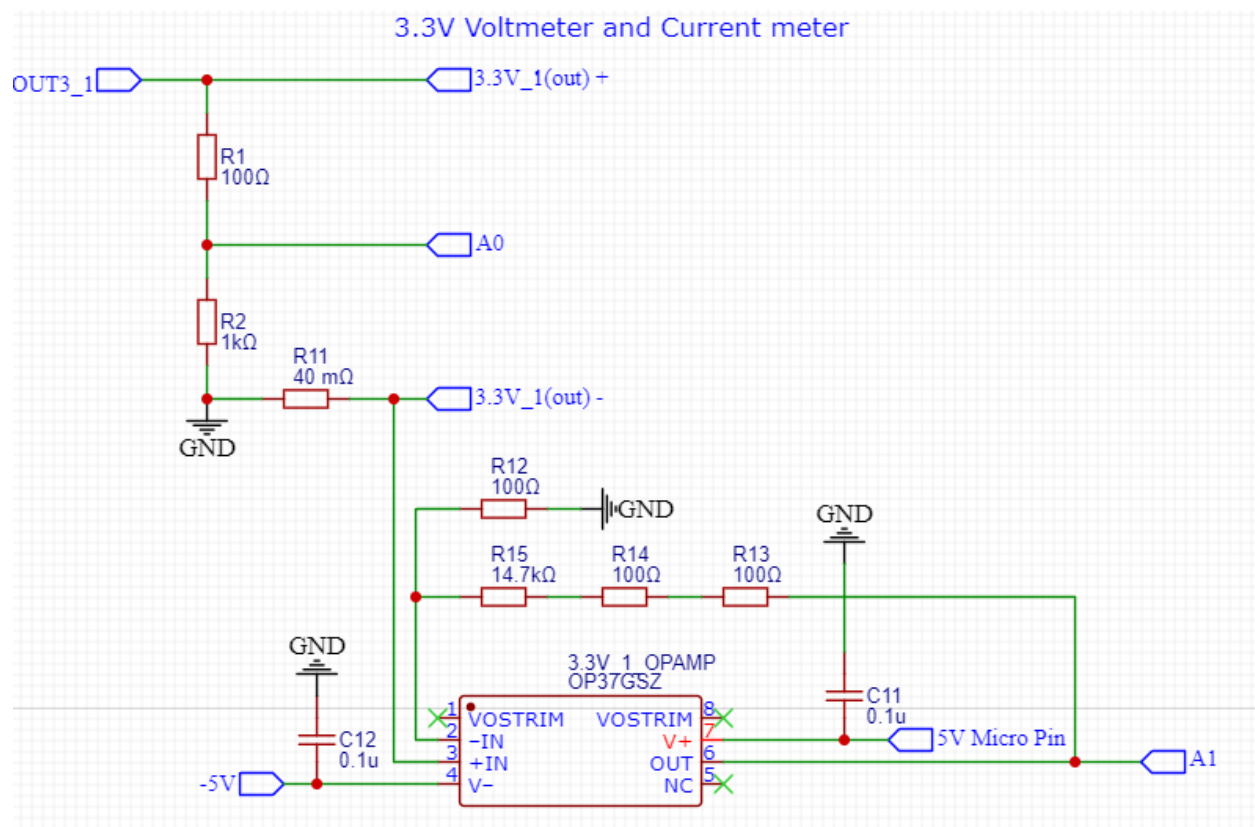 3.3V Voltmeter and Current meter
OUT3_1
3.3V_1(out) +
R1
100Ω
A0
R2
1kΩ
R11
40 mΩ
3.3V_1(out) -
GND
R12
100Ω
GND
GND
R15
14.7kΩ
R14
100Ω
R13
100Ω
GND
3.3V_1_OPAMP
OP37GSZ
C11
0.1u
C12
0.1u
1
VOSTRIM
VOSTRIM
8
2
-IN
V+
7
5V Micro Pin
3
+IN
OUT
6
A1
-5V
4
V-
NC
5